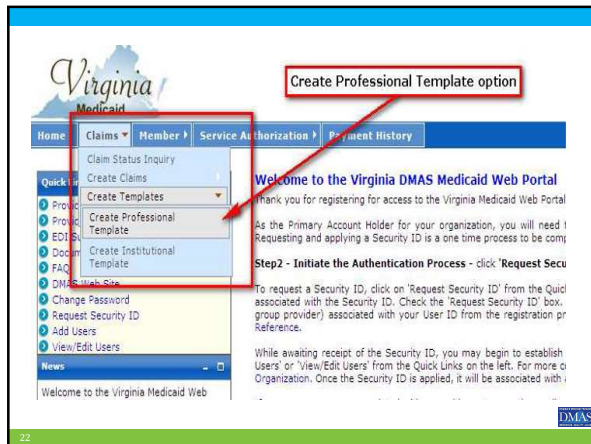 Virginia
Medicaid
Create Professional Template option
Home Claims Member Service Authorization Payment History
Claim Status Inquiry
Create Claims
Create Templates
Create Professional
Template
Create Institutional
Template
Quick
FAQ
DMAS Web Site
Change Password
Request Security ID
Add Users
View/Edit Users
News
Welcome to the Virginia Medicaid Web
Welcome to the Virginia DMAS Medicaid Web Portal
Thank you for registering for access to the Virginia Medicaid Web Portal
As the Primary Account Holder for your organization, you will need
Requesting and applying a Security ID is a one time process to be comp
Step2 - Initiate the Authentication Process - click 'Request Secu
To request a Security ID, click on 'Request Security ID' from the Quick
associated with the Security ID. Check the 'Request Security ID' box.
group provider) associated with your User ID from the registration pr
Reference.
While awaiting receipt of the Security ID, you may begin to establish
Users' or 'View/Edit Users' from the Quick Links on the left. For more
Organization. Once the Security ID is applied, it will be associated with
DMAS
22